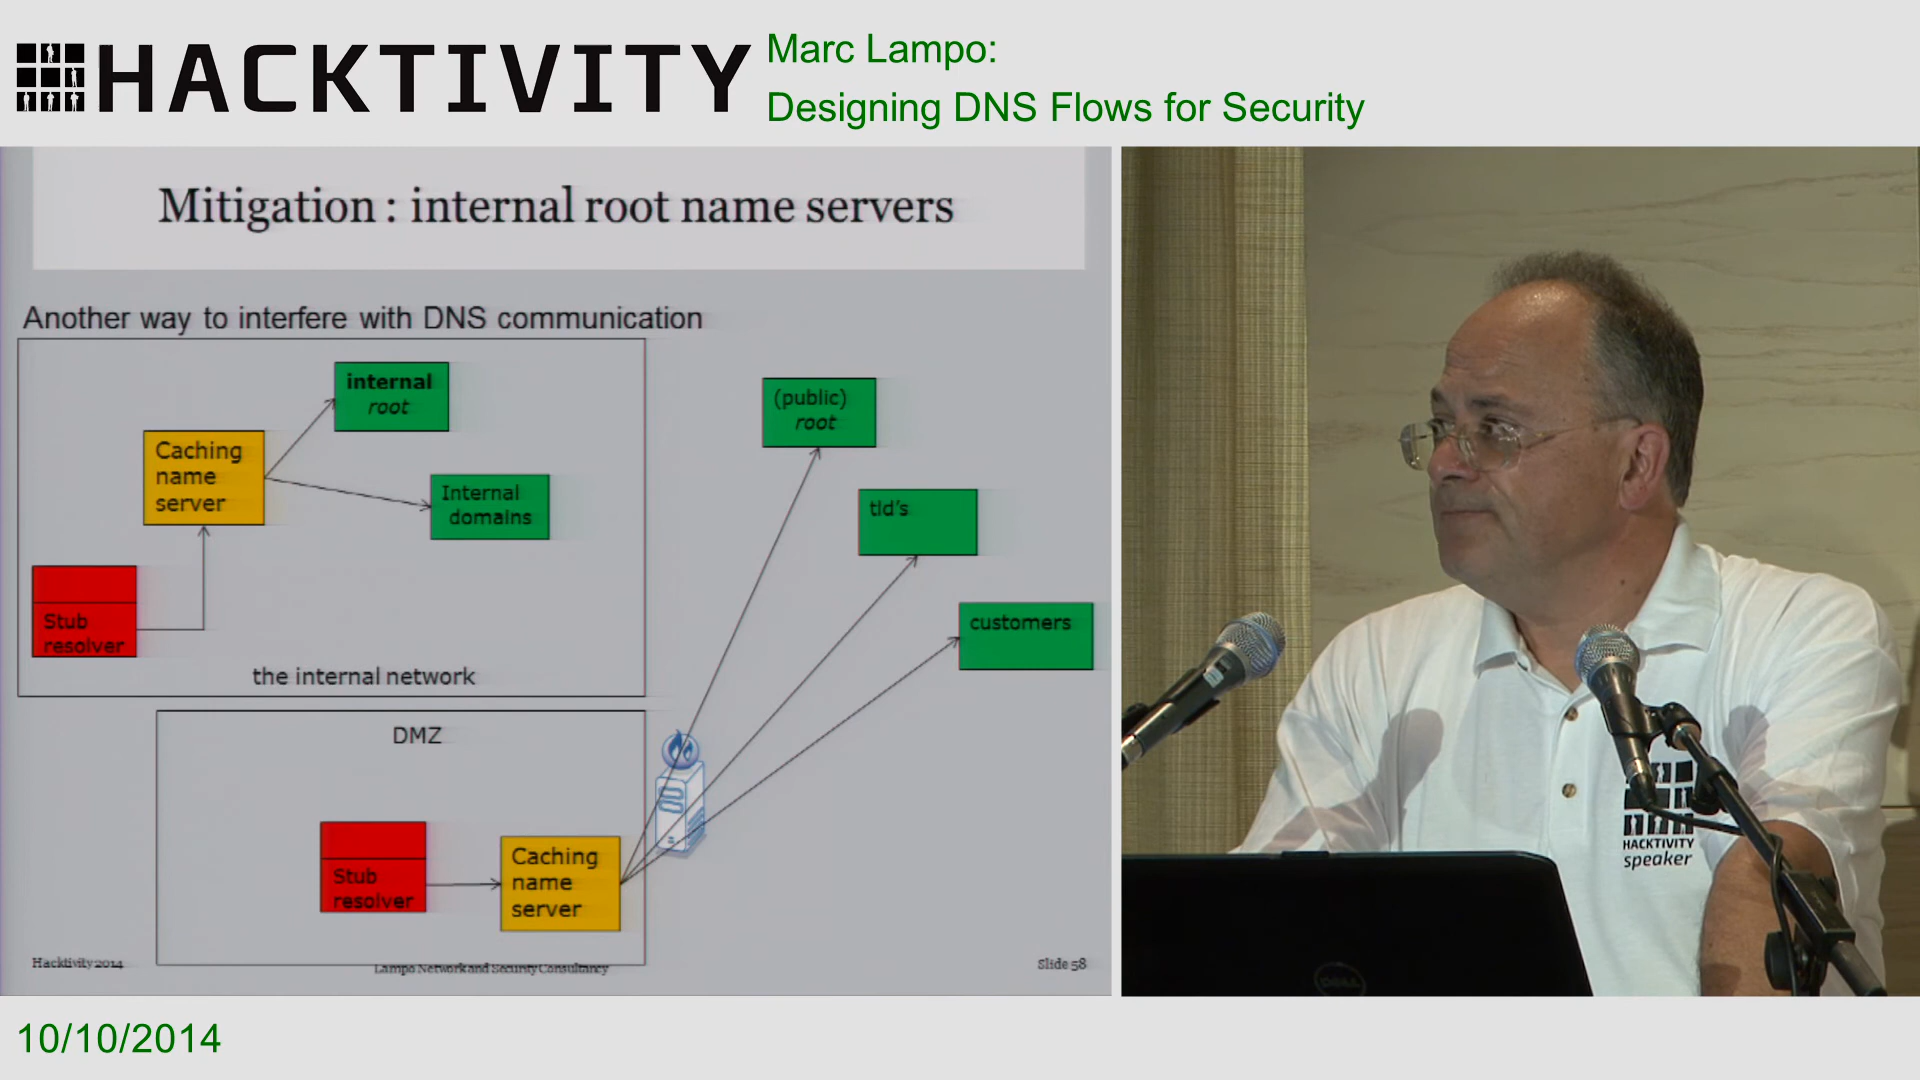 HACKTIVITY
Marc Lampo:
Designing DNS Flows for Security
Mitigation : internal root name servers
Another way to interfere with DNS communication
internal
root
(public)
root
Caching
name
server
Internal
domains
tld's
Stub
resolver
customers
the internal network
DMZ
Stub
resolver
Caching
name
server
Hacktivity 2014
Lampo Network and Security Consultancy
Slide 58
HACKTIVITY
speaker
DELL
10/10/2014